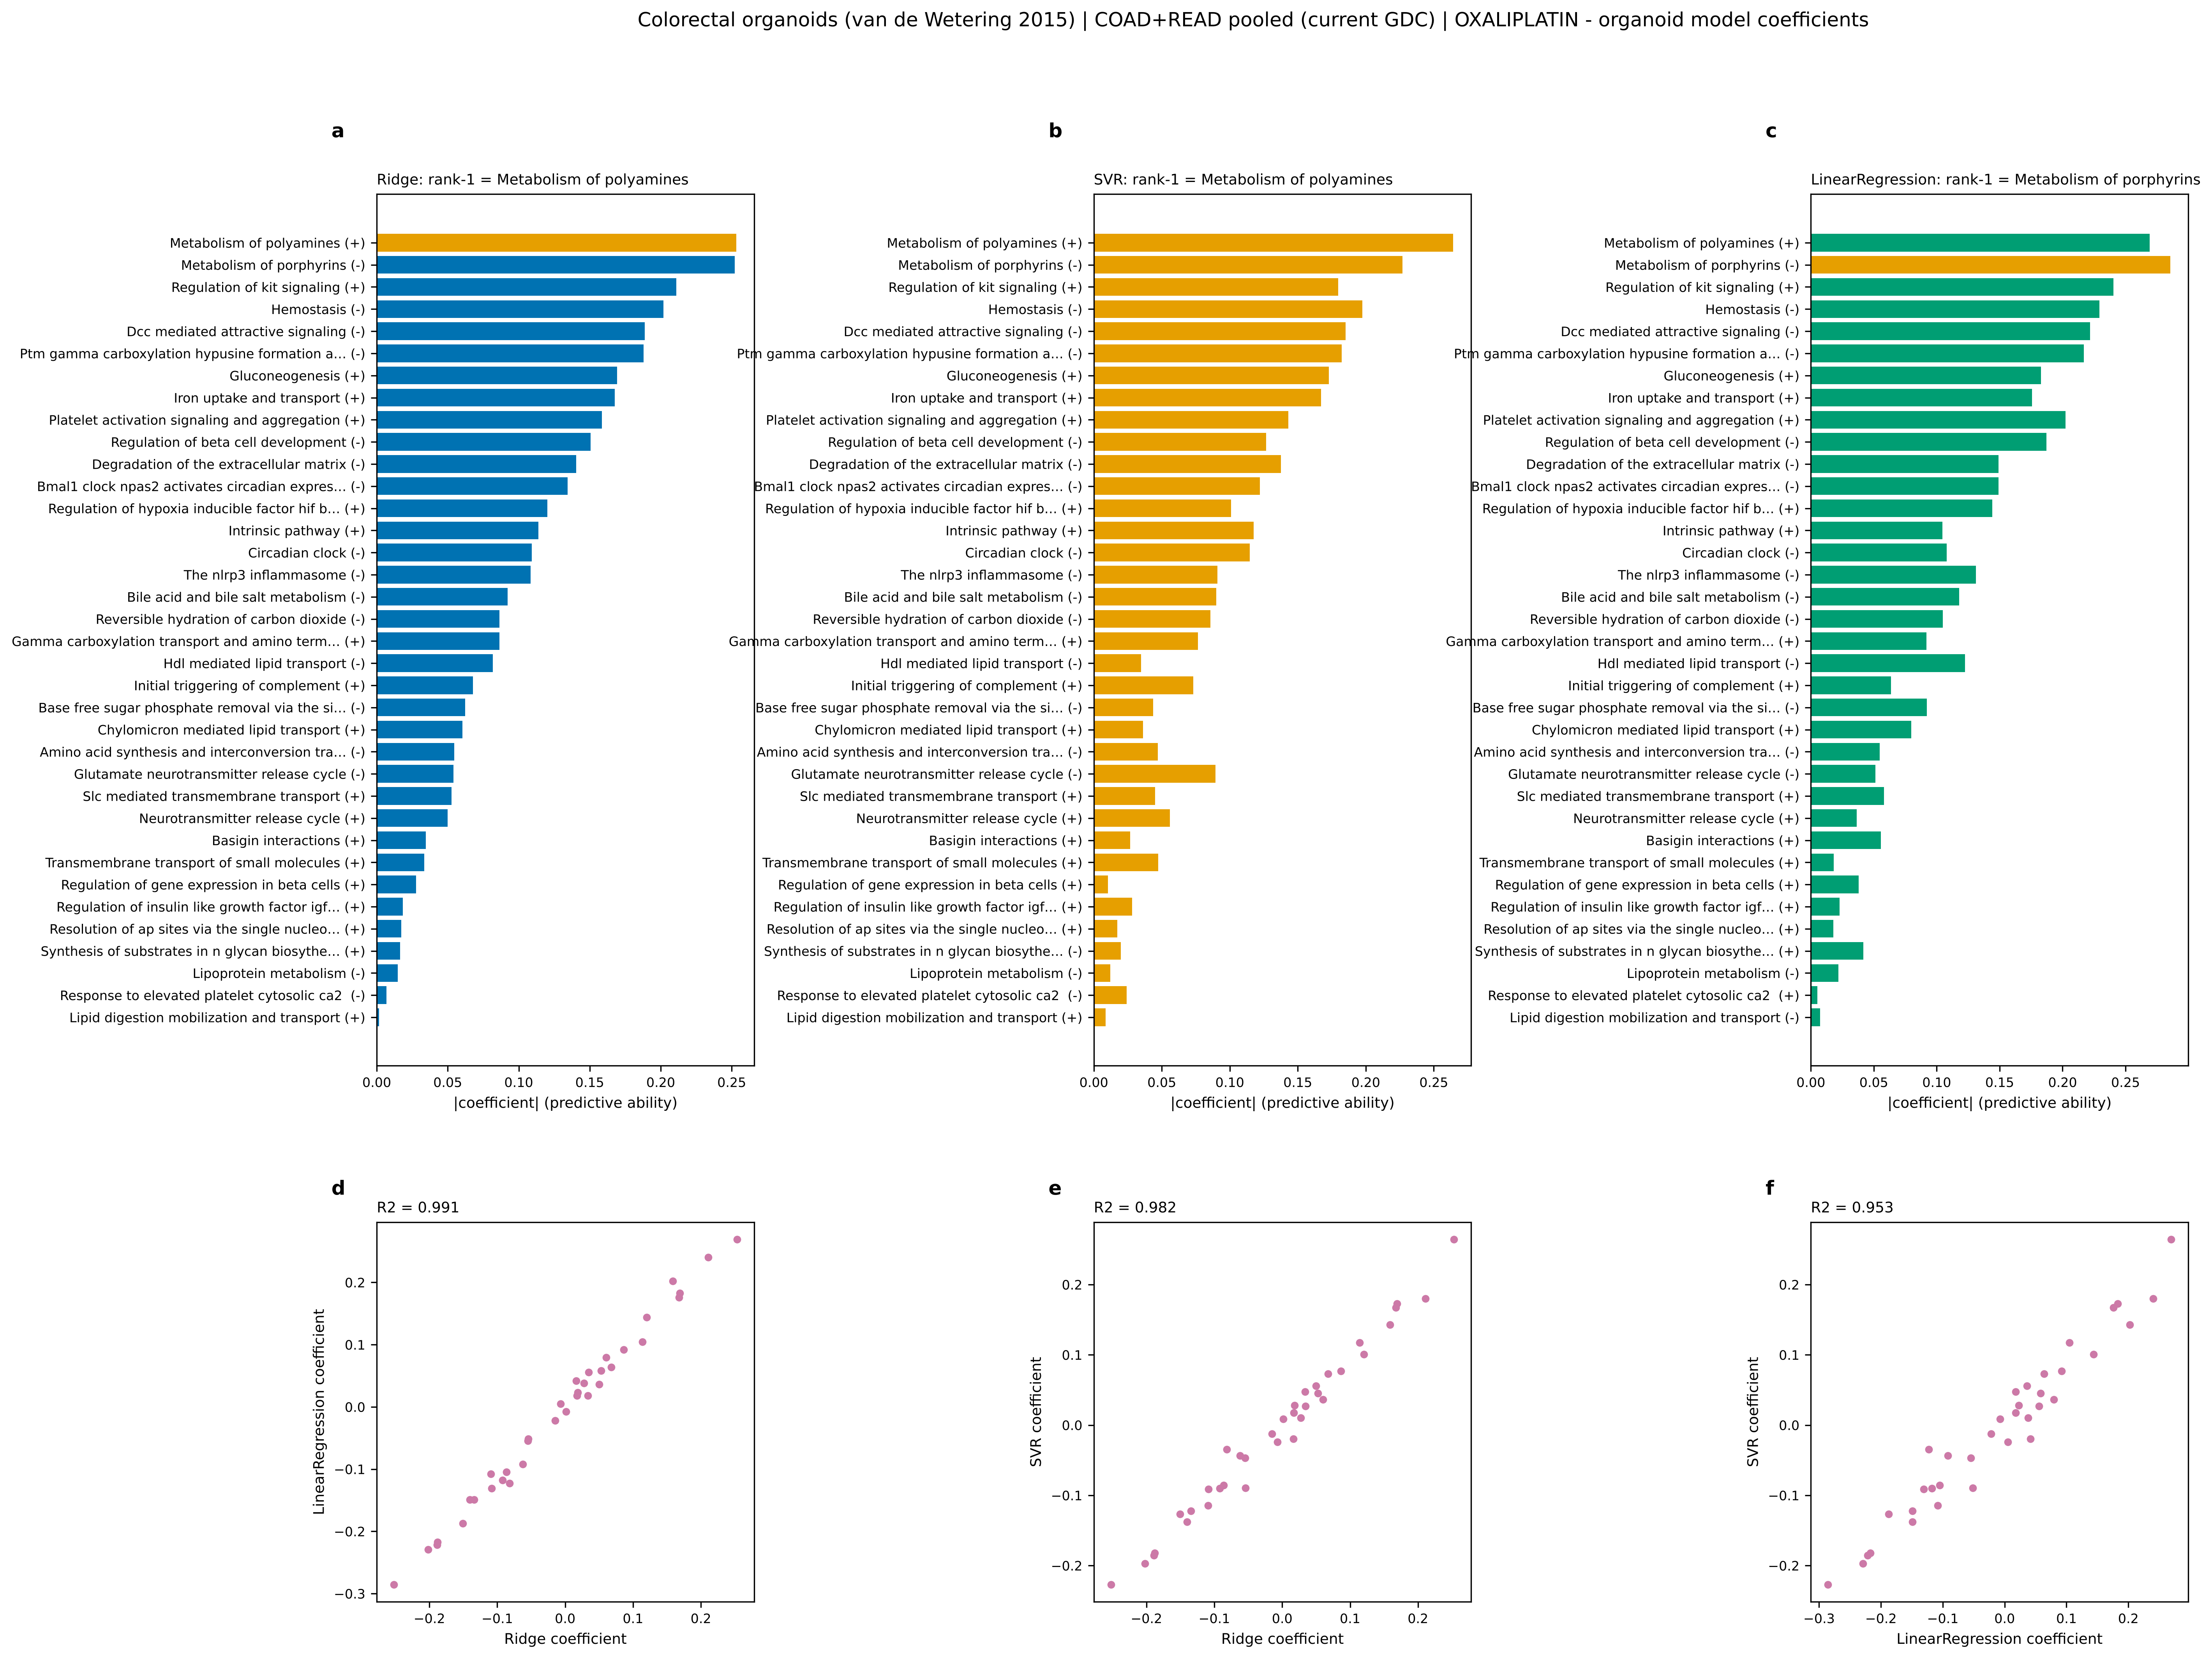 Colorectal organoids (van de Wetering 2015) | COAD+READ pooled (current GDC) | OXALIPLATIN - organoid model coefficients
a
Ridge: rank-1 = Metabolism of polyamines
Metabolism of polyamines (+)
Metabolism of porphyrins (-)
Regulation of kit signaling (+)
Hemostasis (-)
Dcc mediated attractive signaling (-)
Ptm gamma carboxylation hypusine formation a... (-)
Gluconeogenesis (+)
Iron uptake and transport (+)
Platelet activation signaling and aggregation (+)
Regulation of beta cell development (-)
Degradation of the extracellular matrix (-)
Bmal1 clock npas2 activates circadian expres... (-)
Regulation of hypoxia inducible factor hif b... (+)
Intrinsic pathway (+)
Circadian clock (-)
The nlrp3 inflammasome (-)
Bile acid and bile salt metabolism (-)
Reversible hydration of carbon dioxide (-)
Gamma carboxylation transport and amino term... (+)
Hdl mediated lipid transport (-)
Initial triggering of complement (+)
Base free sugar phosphate removal via the si... (-)
Chylomicron mediated lipid transport (+)
Amino acid synthesis and interconversion tra... (-)
Glutamate neurotransmitter release cycle (-)
Slc mediated transmembrane transport (+)
Neurotransmitter release cycle (+)
Basigin interactions (+)
Transmembrane transport of small molecules (+)
Regulation of gene expression in beta cells (+)
Regulation of insulin like growth factor igf... (+)
Resolution of ap sites via the single nucleo... (+)
Synthesis of substrates in n glycan biosythe... (+)
Lipoprotein metabolism (-)
Response to elevated platelet cytosolic ca2  (-)
Lipid digestion mobilization and transport (+)
0.00 0.05 0.10 0.15 0.20 0.25
|coefficient| (predictive ability)
b
SVR: rank-1 = Metabolism of polyamines
Metabolism of polyamines (+)
Metabolism of porphyrins (-)
Regulation of kit signaling (+)
Hemostasis (-)
Dcc mediated attractive signaling (-)
Ptm gamma carboxylation hypusine formation a... (-)
Gluconeogenesis (+)
Iron uptake and transport (+)
Platelet activation signaling and aggregation (+)
Regulation of beta cell development (-)
Degradation of the extracellular matrix (-)
Bmal1 clock npas2 activates circadian expres... (-)
Regulation of hypoxia inducible factor hif b... (+)
Intrinsic pathway (+)
Circadian clock (-)
The nlrp3 inflammasome (-)
Bile acid and bile salt metabolism (-)
Reversible hydration of carbon dioxide (-)
Gamma carboxylation transport and amino term... (+)
Hdl mediated lipid transport (-)
Initial triggering of complement (+)
Base free sugar phosphate removal via the si... (-)
Chylomicron mediated lipid transport (+)
Amino acid synthesis and interconversion tra... (-)
Glutamate neurotransmitter release cycle (-)
Slc mediated transmembrane transport (+)
Neurotransmitter release cycle (+)
Basigin interactions (+)
Transmembrane transport of small molecules (+)
Regulation of gene expression in beta cells (+)
Regulation of insulin like growth factor igf... (+)
Resolution of ap sites via the single nucleo... (+)
Synthesis of substrates in n glycan biosythe... (-)
Lipoprotein metabolism (-)
Response to elevated platelet cytosolic ca2  (-)
Lipid digestion mobilization and transport (+)
0.00 0.05 0.10 0.15 0.20 0.25
|coefficient| (predictive ability)
c
LinearRegression: rank-1 = Metabolism of porphyrins
Metabolism of polyamines (+)
Metabolism of porphyrins (-)
Regulation of kit signaling (+)
Hemostasis (-)
Dcc mediated attractive signaling (-)
Ptm gamma carboxylation hypusine formation a... (-)
Gluconeogenesis (+)
Iron uptake and transport (+)
Platelet activation signaling and aggregation (+)
Regulation of beta cell development (-)
Degradation of the extracellular matrix (-)
Bmal1 clock npas2 activates circadian expres... (-)
Regulation of hypoxia inducible factor hif b... (+)
Intrinsic pathway (+)
Circadian clock (-)
The nlrp3 inflammasome (-)
Bile acid and bile salt metabolism (-)
Reversible hydration of carbon dioxide (-)
Gamma carboxylation transport and amino term... (+)
Hdl mediated lipid transport (-)
Initial triggering of complement (+)
Base free sugar phosphate removal via the si... (-)
Chylomicron mediated lipid transport (+)
Amino acid synthesis and interconversion tra... (-)
Glutamate neurotransmitter release cycle (-)
Slc mediated transmembrane transport (+)
Neurotransmitter release cycle (+)
Basigin interactions (+)
Transmembrane transport of small molecules (+)
Regulation of gene expression in beta cells (+)
Regulation of insulin like growth factor igf... (+)
Resolution of ap sites via the single nucleo... (+)
Synthesis of substrates in n glycan biosythe... (+)
Lipoprotein metabolism (-)
Response to elevated platelet cytosolic ca2  (+)
Lipid digestion mobilization and transport (-)
0.00 0.05 0.10 0.15 0.20 0.25
|coefficient| (predictive ability)
d
R2 = 0.991
LinearRegression coefficient
0.2
0.1
0.0
−0.1
−0.2
−0.3
−0.2 −0.1 0.0 0.1 0.2
Ridge coefficient
e
R2 = 0.982
SVR coefficient
0.2
0.1
0.0
−0.1
−0.2
−0.2 −0.1 0.0 0.1 0.2
Ridge coefficient
f
R2 = 0.953
SVR coefficient
0.2
0.1
0.0
−0.1
−0.2
−0.3 −0.2 −0.1 0.0 0.1 0.2
LinearRegression coefficient